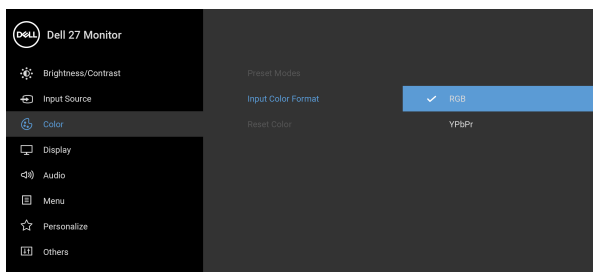 DELL Dell 27 Monitor
Brightness/Contrast
Input Source
Color
Display
Audio
Menu
Personalize
Others
Preset Modes
Input Color Format
Reset Color
RGB
YPbPr